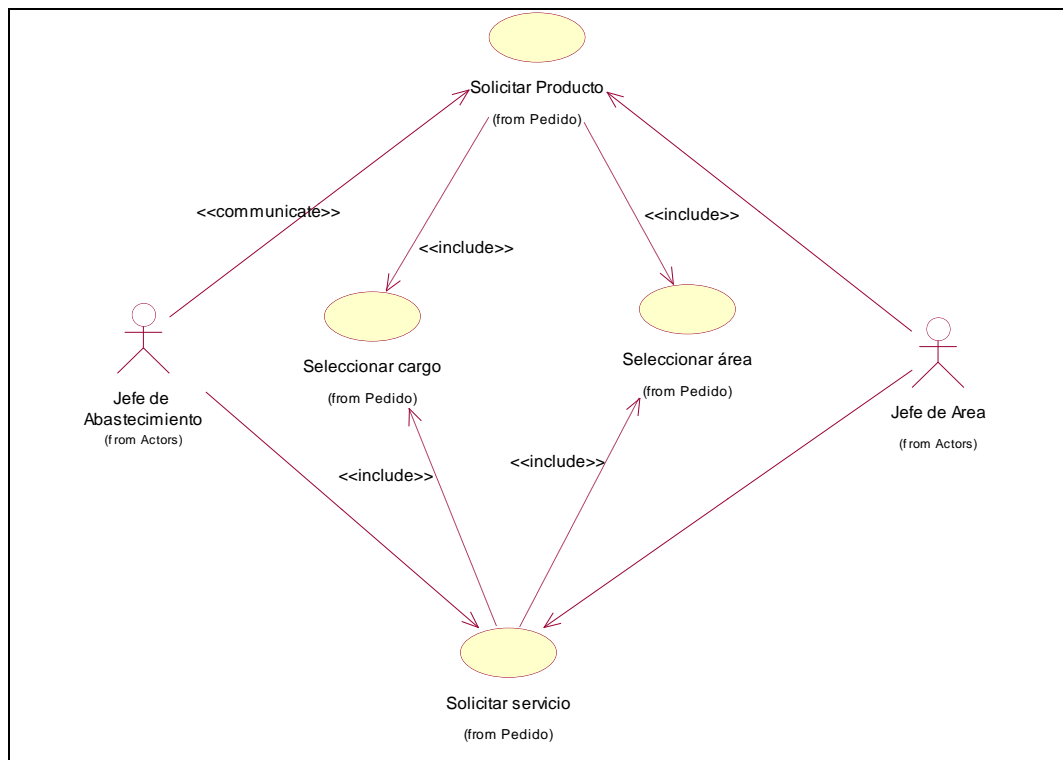 Solicitar Producto
(from Pedido)
<<communicate>>
<<include>>
<<include>>
Seleccionar cargo
(from Pedido)
Seleccionar área
(from Pedido)
Jefe de
Abastecimiento
(from Actors)
Jefe de Area
(from Actors)
<<include>>
<<include>>
Solicitar servicio
(from Pedido)